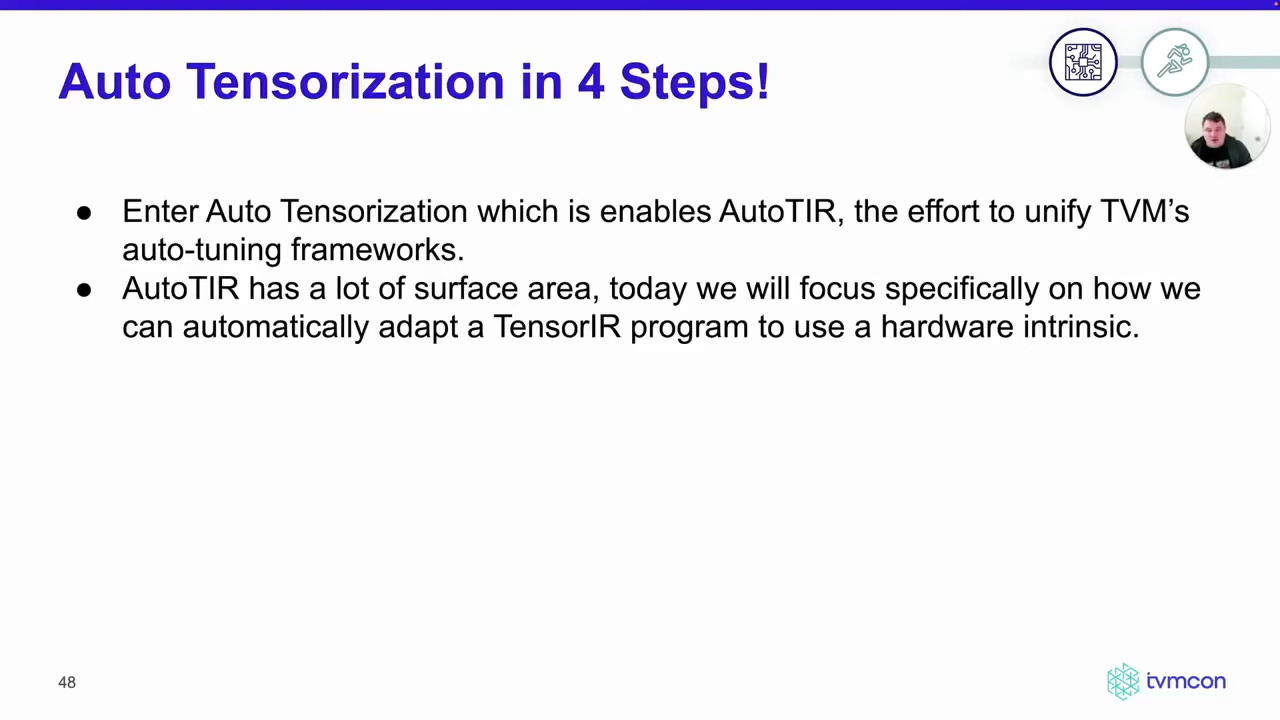 Auto Tensorization in 4 Steps!
● Enter Auto Tensorization which is enables AutoTIR, the effort to unify TVM’s
auto-tuning frameworks.
● AutoTIR has a lot of surface area, today we will focus specifically on how we
can automatically adapt a TensorIR program to use a hardware intrinsic.
48
tvmcon